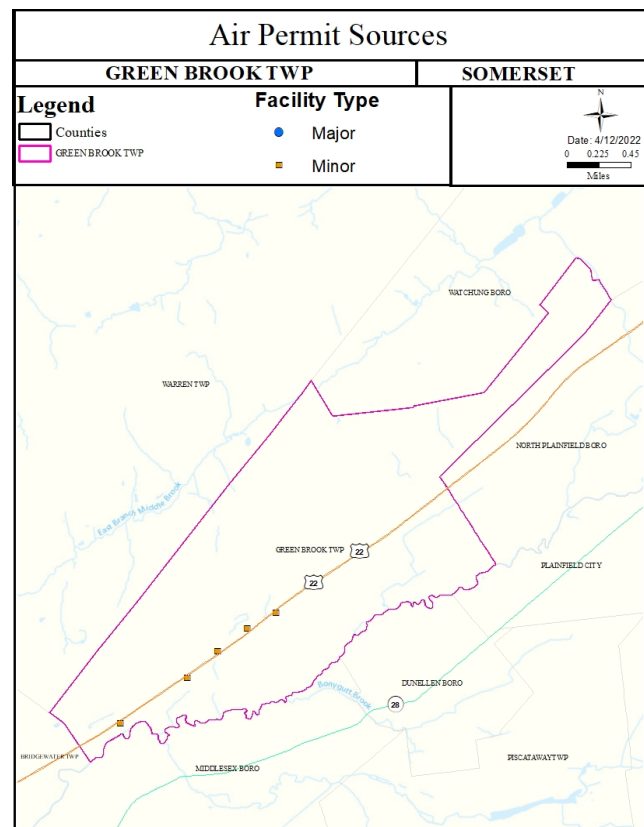 Air Permit Sources
GREEN BROOK TWP
SOMERSET
Legend
Counties
GREEN BROOK TWP
Facility Type
Major
Minor
N
Date: 4/12/2022
0 0.225 0.45
Miles
WATCHUNG BORO
WARREN TWP
NORTH PLAINFIELD BORO
East Branch Middle Brook
GREEN BROOK TWP
22
22
PLAINFIELD CITY
DUNELLEN BORO
Bonygutt Brook
28
BRIDGEWATER TWP
MIDDLESEX BORO
PISCATAWAY TWP